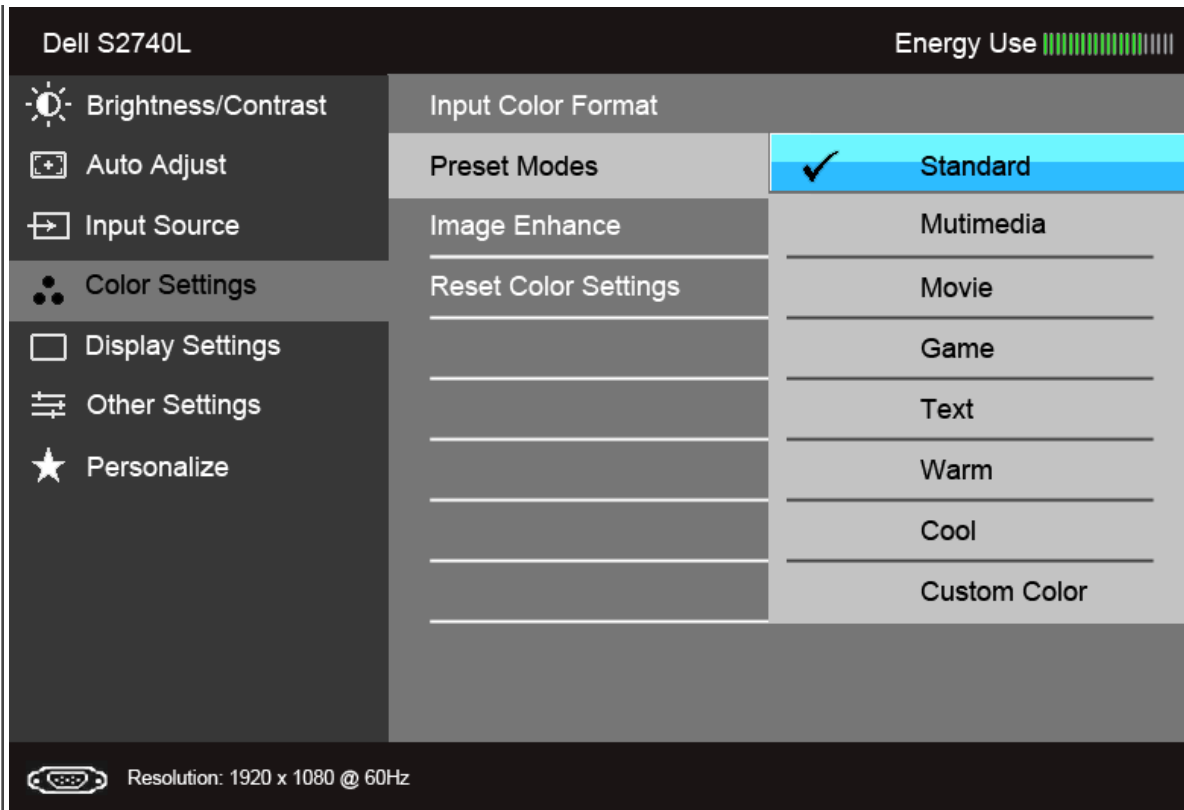 Dell S2740L
Energy Use
Brightness/Contrast
Auto Adjust
Input Source
Color Settings
Display Settings
Other Settings
Personalize
Input Color Format
Preset Modes
Image Enhance
Reset Color Settings
Standard
Mutimedia
Movie
Game
Text
Warm
Cool
Custom Color
Resolution: 1920 x 1080 @ 60Hz